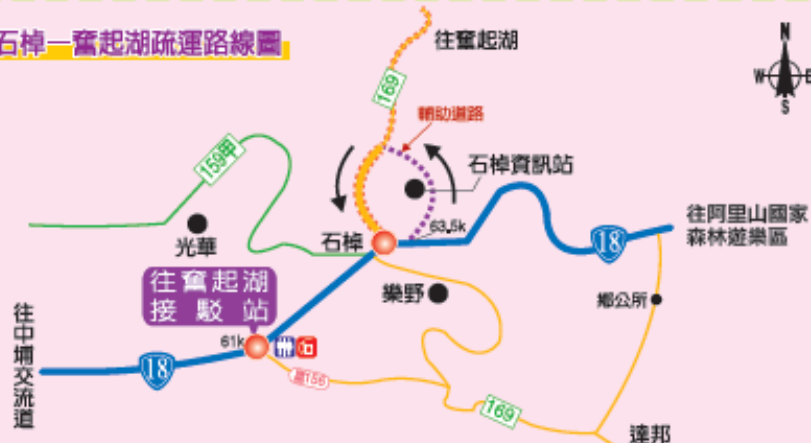 石棹—奮起湖疏運路線圖
往奮起湖
N
W
E
S
169
輔助道路
159甲
石棹資訊站
63.5k
往阿里山國家
森林遊樂區
18
光華
石棹
往奮起湖
接駁站
樂野
鄉公所
61k
往中埔交流道
18
156
169
達邦